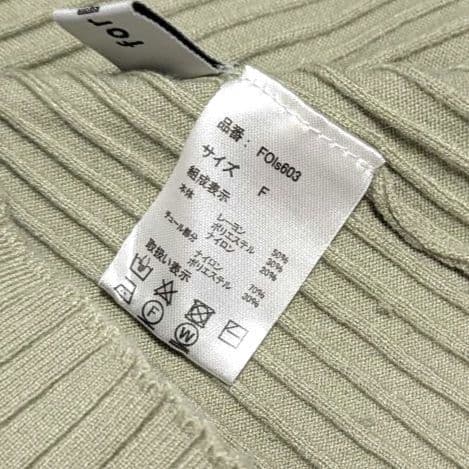 for
品番： FOls603
サイズ F
組成表示
本体 レーヨン 50%
ポリエステル 30%
ナイロン 20%
チュール部分 ナイロン 70%
ポリエステル 30%
取扱い表示
F
W